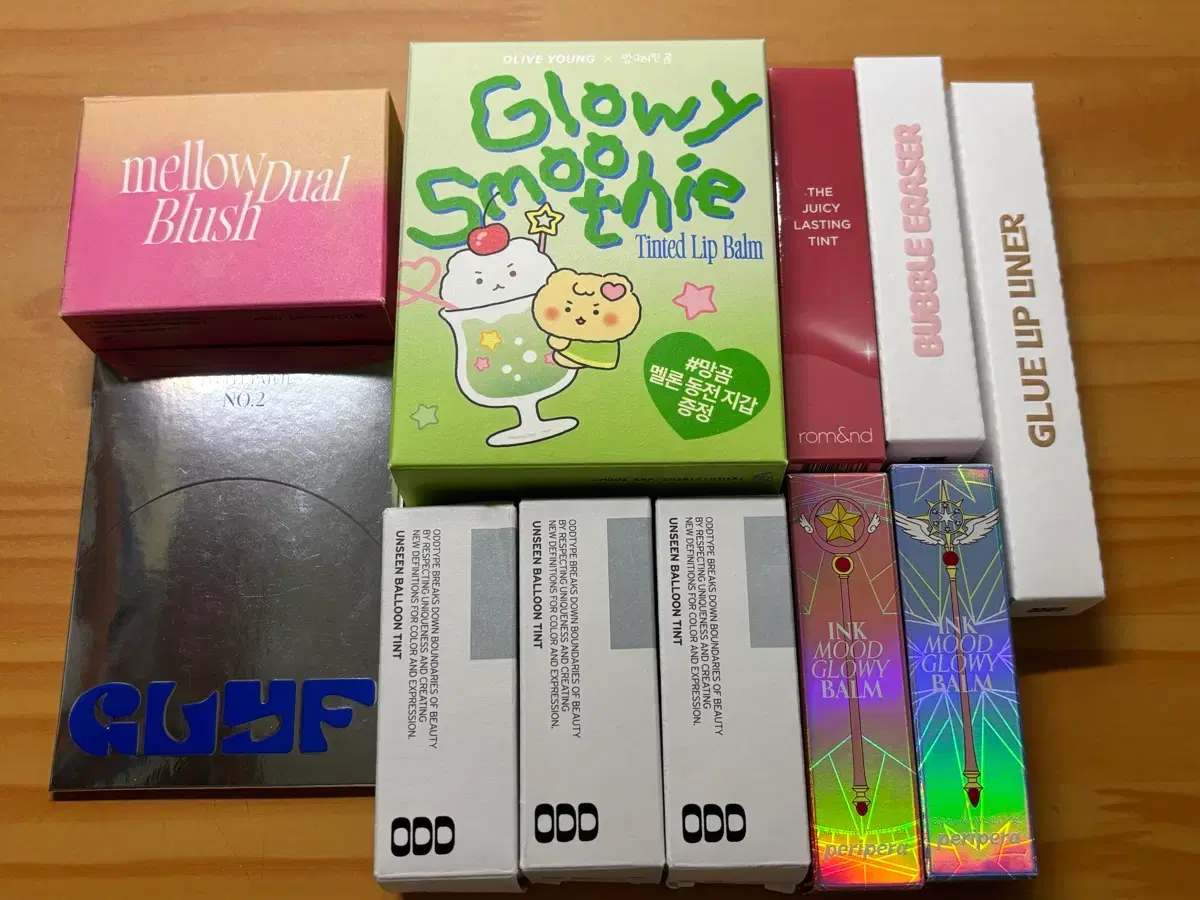 mellow Dual
Blush
NO.2
GLYF
OLIVE YOUNG ×
Glowy
Smoothie
Tinted Lip Balm
#망곰
멜론 동전 지갑
증정
THE
JUICY
LASTING
TINT
rom&nd
BUBBLE ERASER
GLUE LIP LINER
ODDTYPE BREAKS DOWN BOUNDARIES OF BEAUTY
BY RESPECTING UNIQUENESS AND CREATING
NEW DEFINITIONS FOR COLOR AND EXPRESSION.
UNSEEN BALLOON TINT
ODD
ODDTYPE BREAKS DOWN BOUNDARIES OF BEAUTY
BY RESPECTING UNIQUENESS AND CREATING
NEW DEFINITIONS FOR COLOR AND EXPRESSION.
UNSEEN BALLOON TINT
ODD
ODDTYPE BREAKS DOWN BOUNDARIES OF BEAUTY
BY RESPECTING UNIQUENESS AND CREATING
NEW DEFINITIONS FOR COLOR AND EXPRESSION.
UNSEEN BALLOON TINT
ODD
INK
MOOD
GLOWY
BALM
peripera
INK
MOOD
GLOWY
BALM
peripera